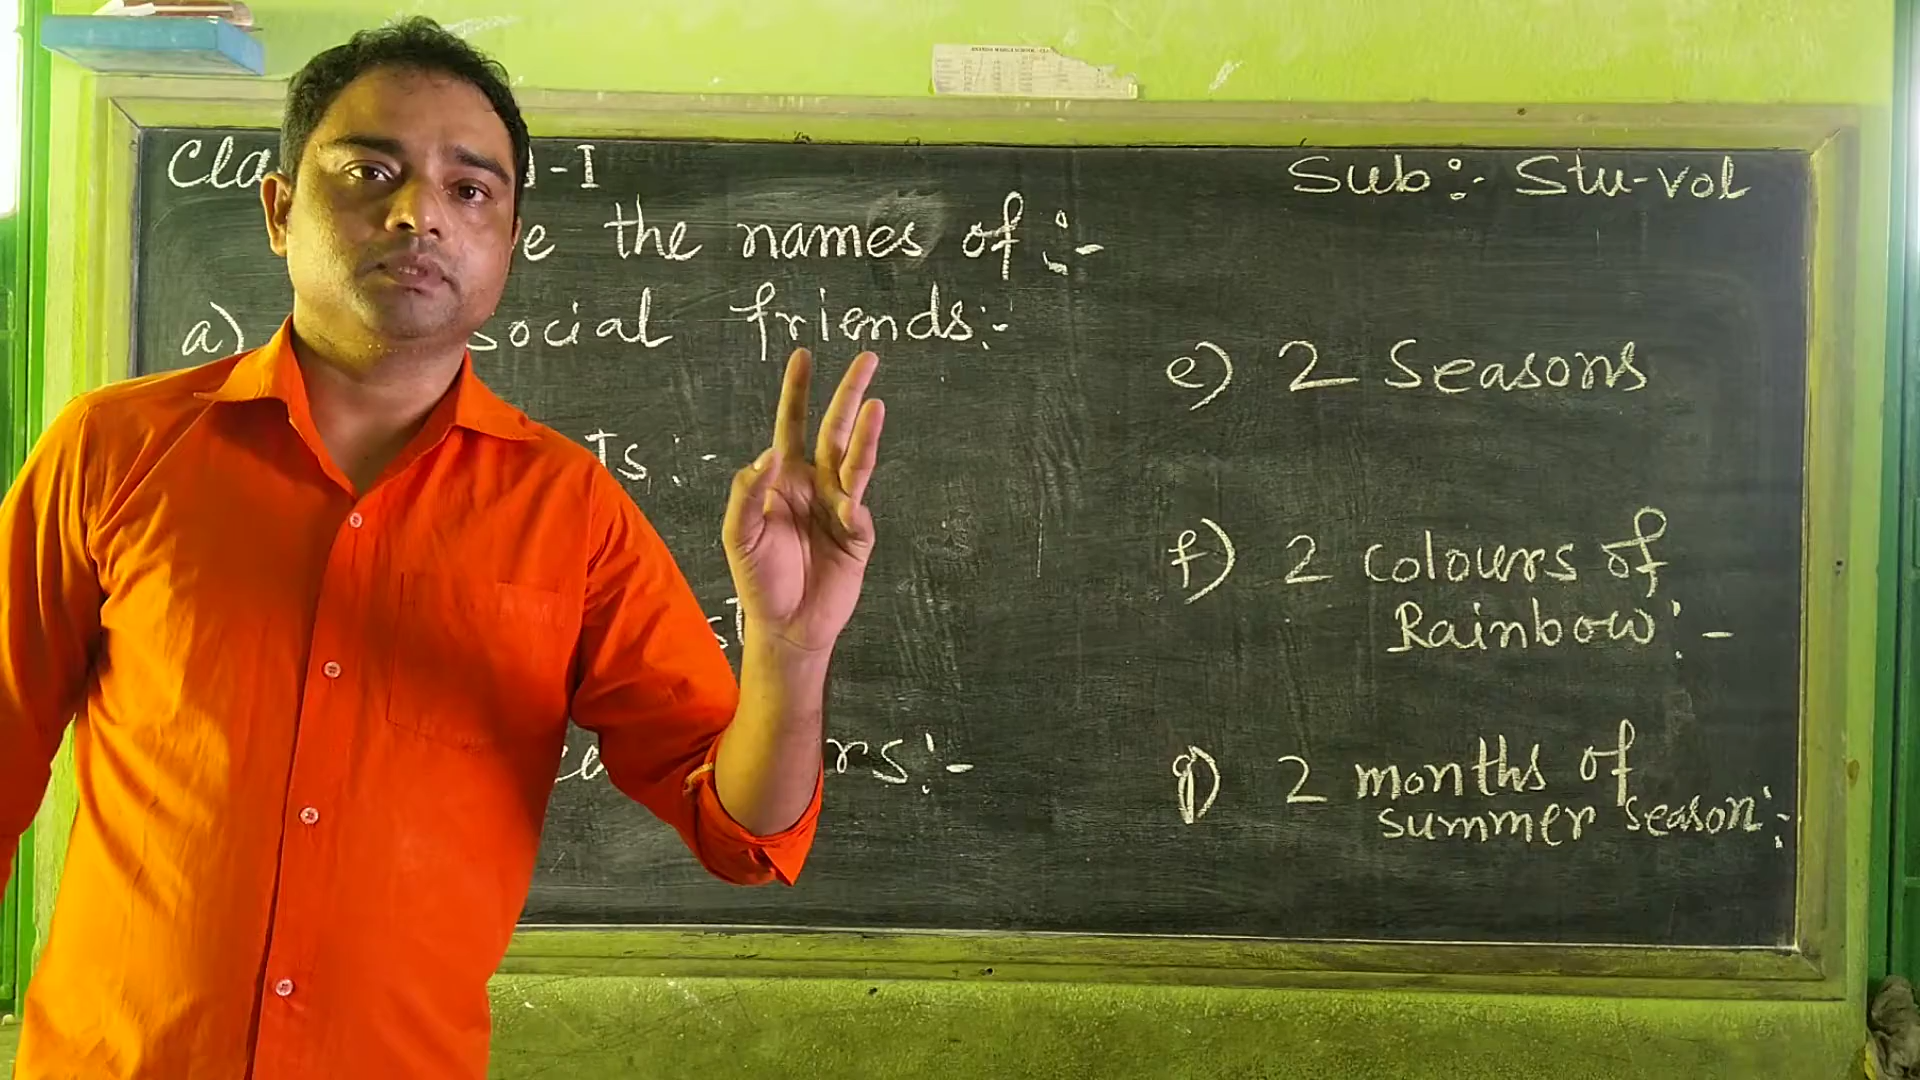 Cla -I
Sub:- Stu-vol
e the names of:-
a) social friends:-
ts:-
rs:-
e) 2 Seasons
f) 2 colours of
Rainbow:-
g) 2 months of
summer season:-